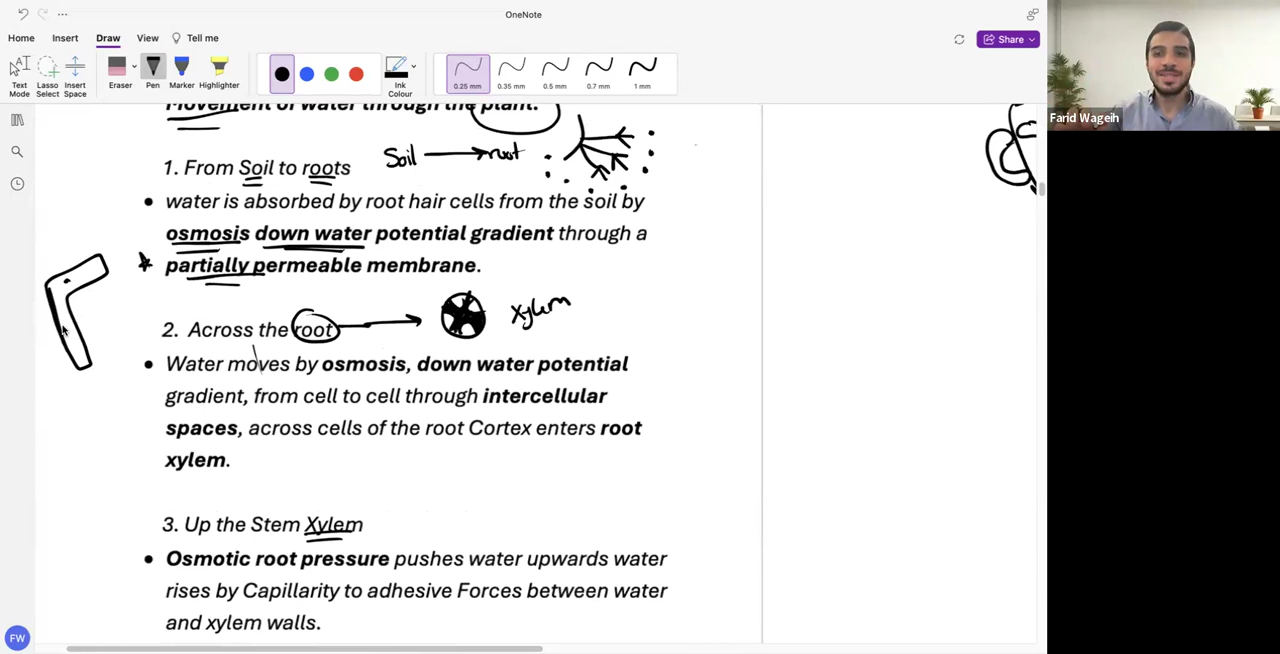 OneNote
Home Insert Draw View Tell me
Share
Text Mode
Lasso Select
Insert Space
Eraser
Pen
Marker
Highlighter
Ink Colour
0.25 mm
0.35 mm
0.5 mm
0.7 mm
1 mm
Farid Wageih
Movement of water through the plant.
Soil root
1. From Soil to roots
• water is absorbed by root hair cells from the soil by
osmosis down water potential gradient through a
partially permeable membrane.
xylem
2. Across the root
• Water moves by osmosis, down water potential
gradient, from cell to cell through intercellular
spaces, across cells of the root Cortex enters root
xylem.
3. Up the Stem Xylem
• Osmotic root pressure pushes water upwards water
rises by Capillarity to adhesive Forces between water
and xylem walls.
FW